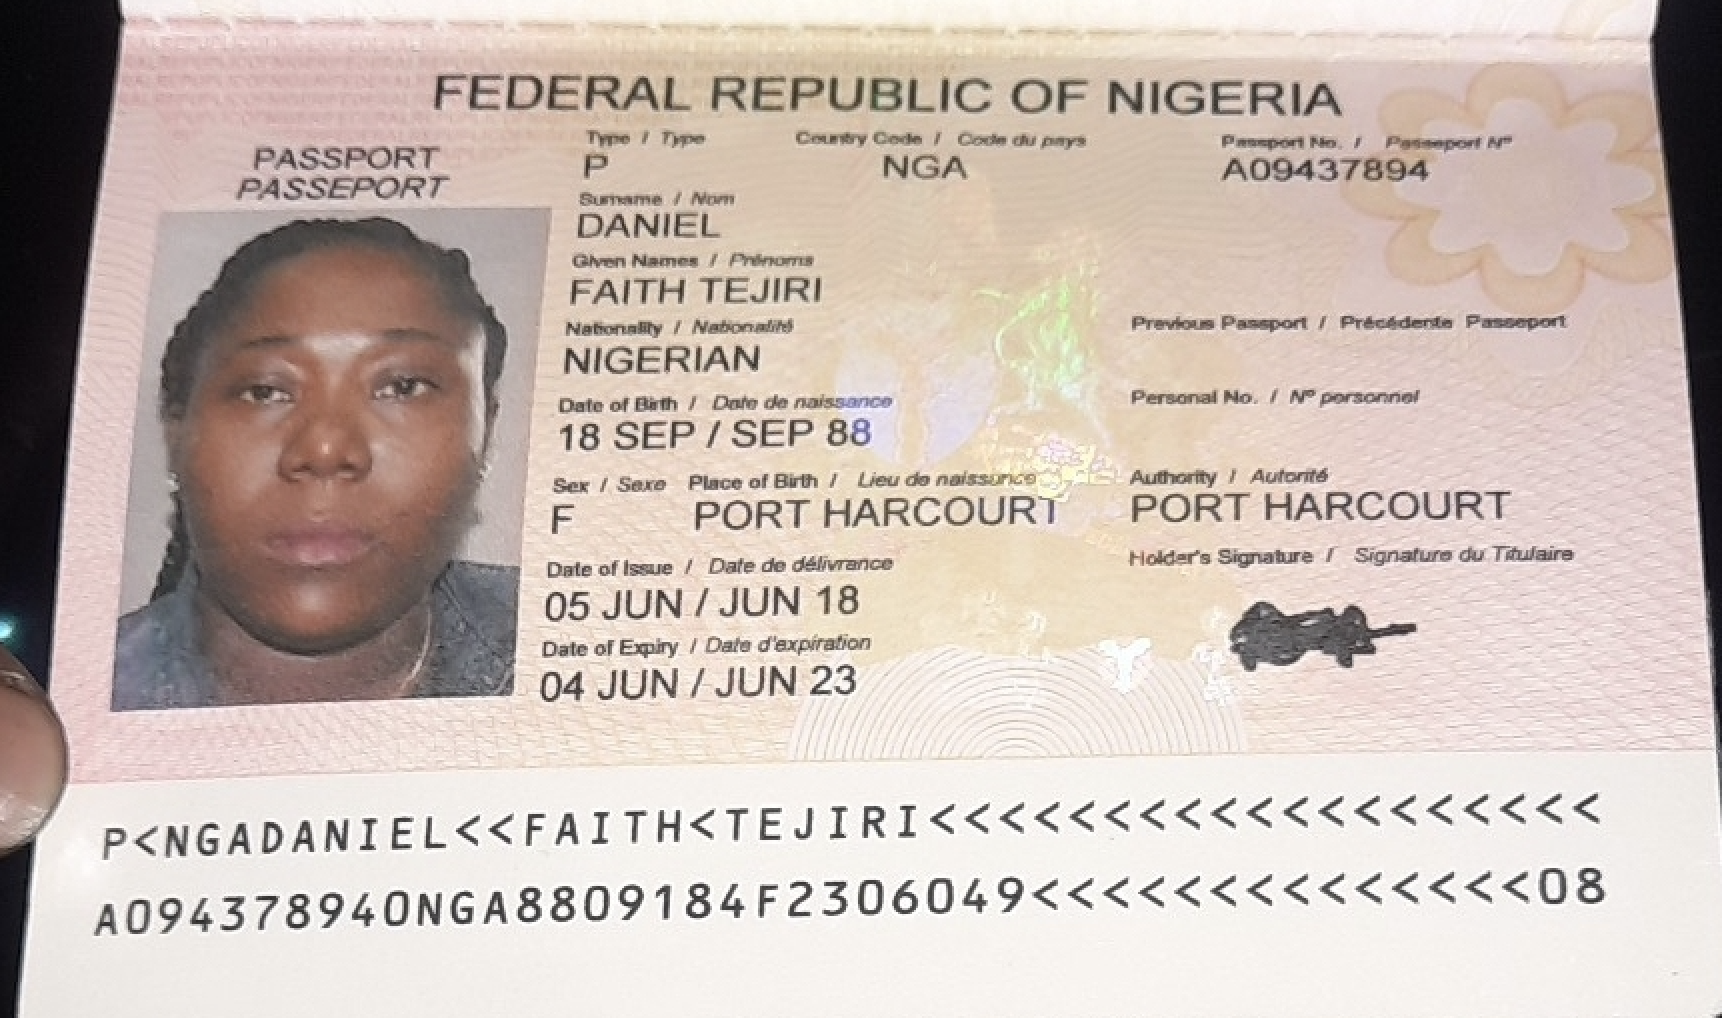 FEDERAL REPUBLIC OF NIGERIA
PASSPORT
PASSEPORT
Type / Type
P
Country Code / Code du pays
NGA
Passport No. / Passeport N°
A09437894
Surname / Nom
DANIEL
Given Names / Prénoms
FAITH TEJIRI
Nationality / Nationalité
NIGERIAN
Previous Passport / Précédente Passeport
Date of Birth / Date de naissance
18 SEP / SEP 88
Personal No. / N° personnel
Sex / Sexe
F
Place of Birth / Lieu de naissance
PORT HARCOURT
Authority / Autorité
PORT HARCOURT
Date of Issue / Date de délivrance
05 JUN / JUN 18
Holder's Signature / Signature du Titulaire
Date of Expiry / Date d'expiration
04 JUN / JUN 23
P<NGADANIEL<<FAITH<TEJIRI<<<<<<<<<<<<<<<<<<<
A094378940NGA8809184F2306049<<<<<<<<<<<<<<08